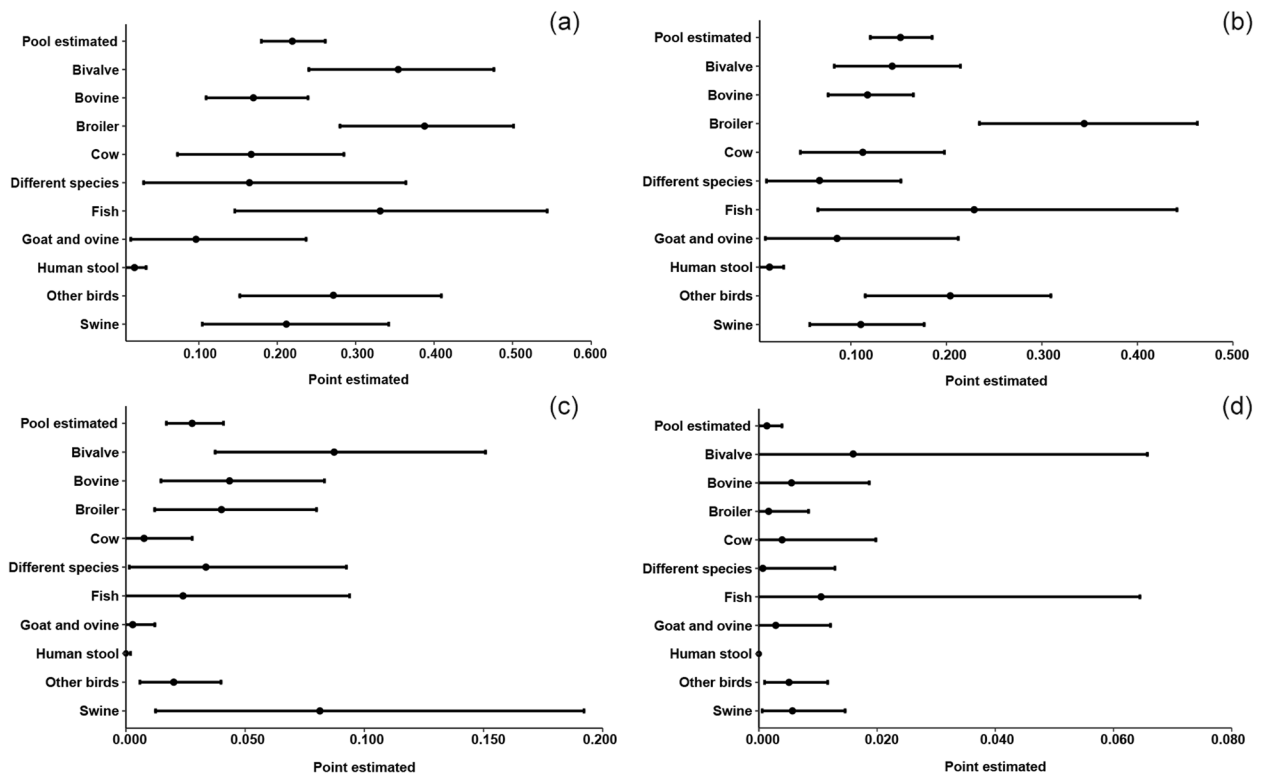 (a)
Pool estimated
Bivalve
Bovine
Broiler
Cow
Different species
Fish
Goat and ovine
Human stool
Other birds
Swine
0.100 0.200 0.300 0.400 0.500 0.600
Point estimated
(b)
Pool estimated
Bivalve
Bovine
Broiler
Cow
Different species
Fish
Goat and ovine
Human stool
Other birds
Swine
0.100 0.200 0.300 0.400 0.500
Point estimated
(c)
Pool estimated
Bivalve
Bovine
Broiler
Cow
Different species
Fish
Goat and ovine
Human stool
Other birds
Swine
0.000 0.050 0.100 0.150 0.200
Point estimated
(d)
Pool estimated
Bivalve
Bovine
Broiler
Cow
Different species
Fish
Goat and ovine
Human stool
Other birds
Swine
0.000 0.020 0.040 0.060 0.080
Point estimated